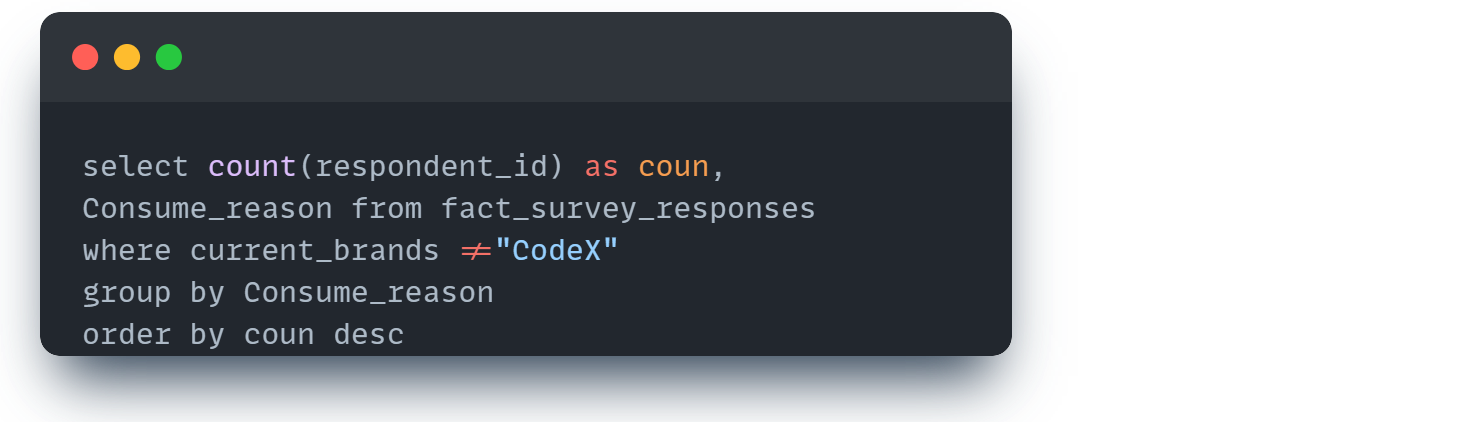 select count(respondent_id) as coun,
Consume_reason from fact_survey_responses
where current_brands !="CodeX"
group by Consume_reason
order by coun desc